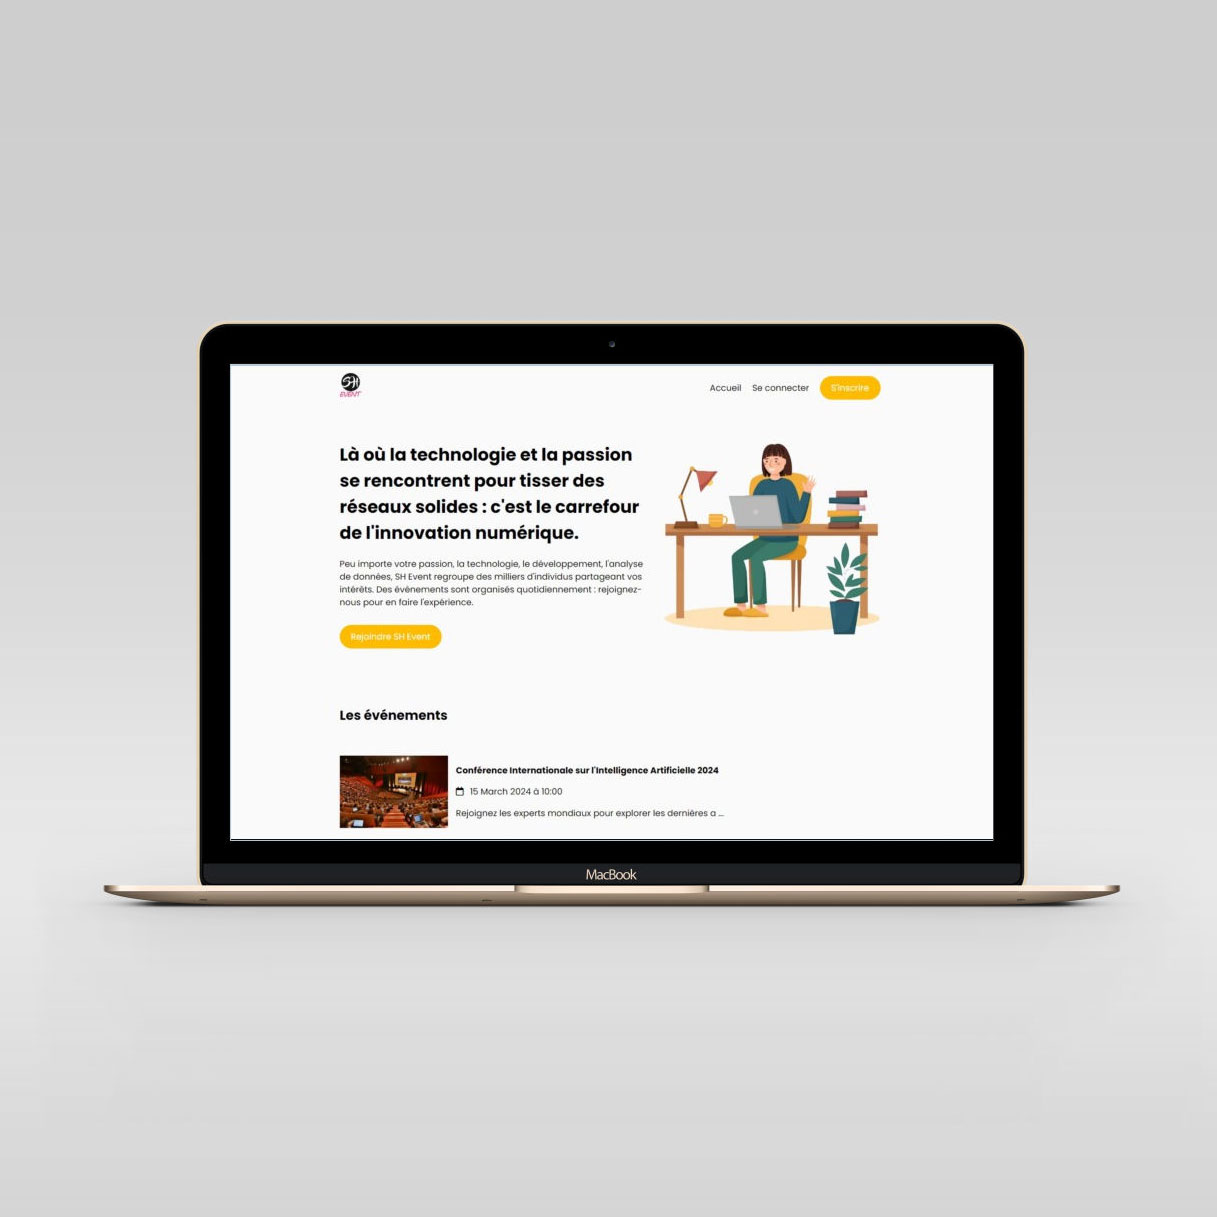 SH
EVENT
Accueil Se connecter S'inscrire
Là où la technologie et la passion
se rencontrent pour tisser des
réseaux solides : c'est le carrefour
de l'innovation numérique.
Peu importe votre passion, la technologie, le développement, l'analyse
de données, SH Event regroupe des milliers d'individus partageant vos
intérêts. Des événements sont organisés quotidiennement : rejoignez-
nous pour en faire l'expérience.
Rejoindre SH Event
Les événements
Conférence Internationale sur l'Intelligence Artificielle 2024
15 March 2024 à 10:00
Rejoignez les experts mondiaux pour explorer les dernières a ...
MacBook